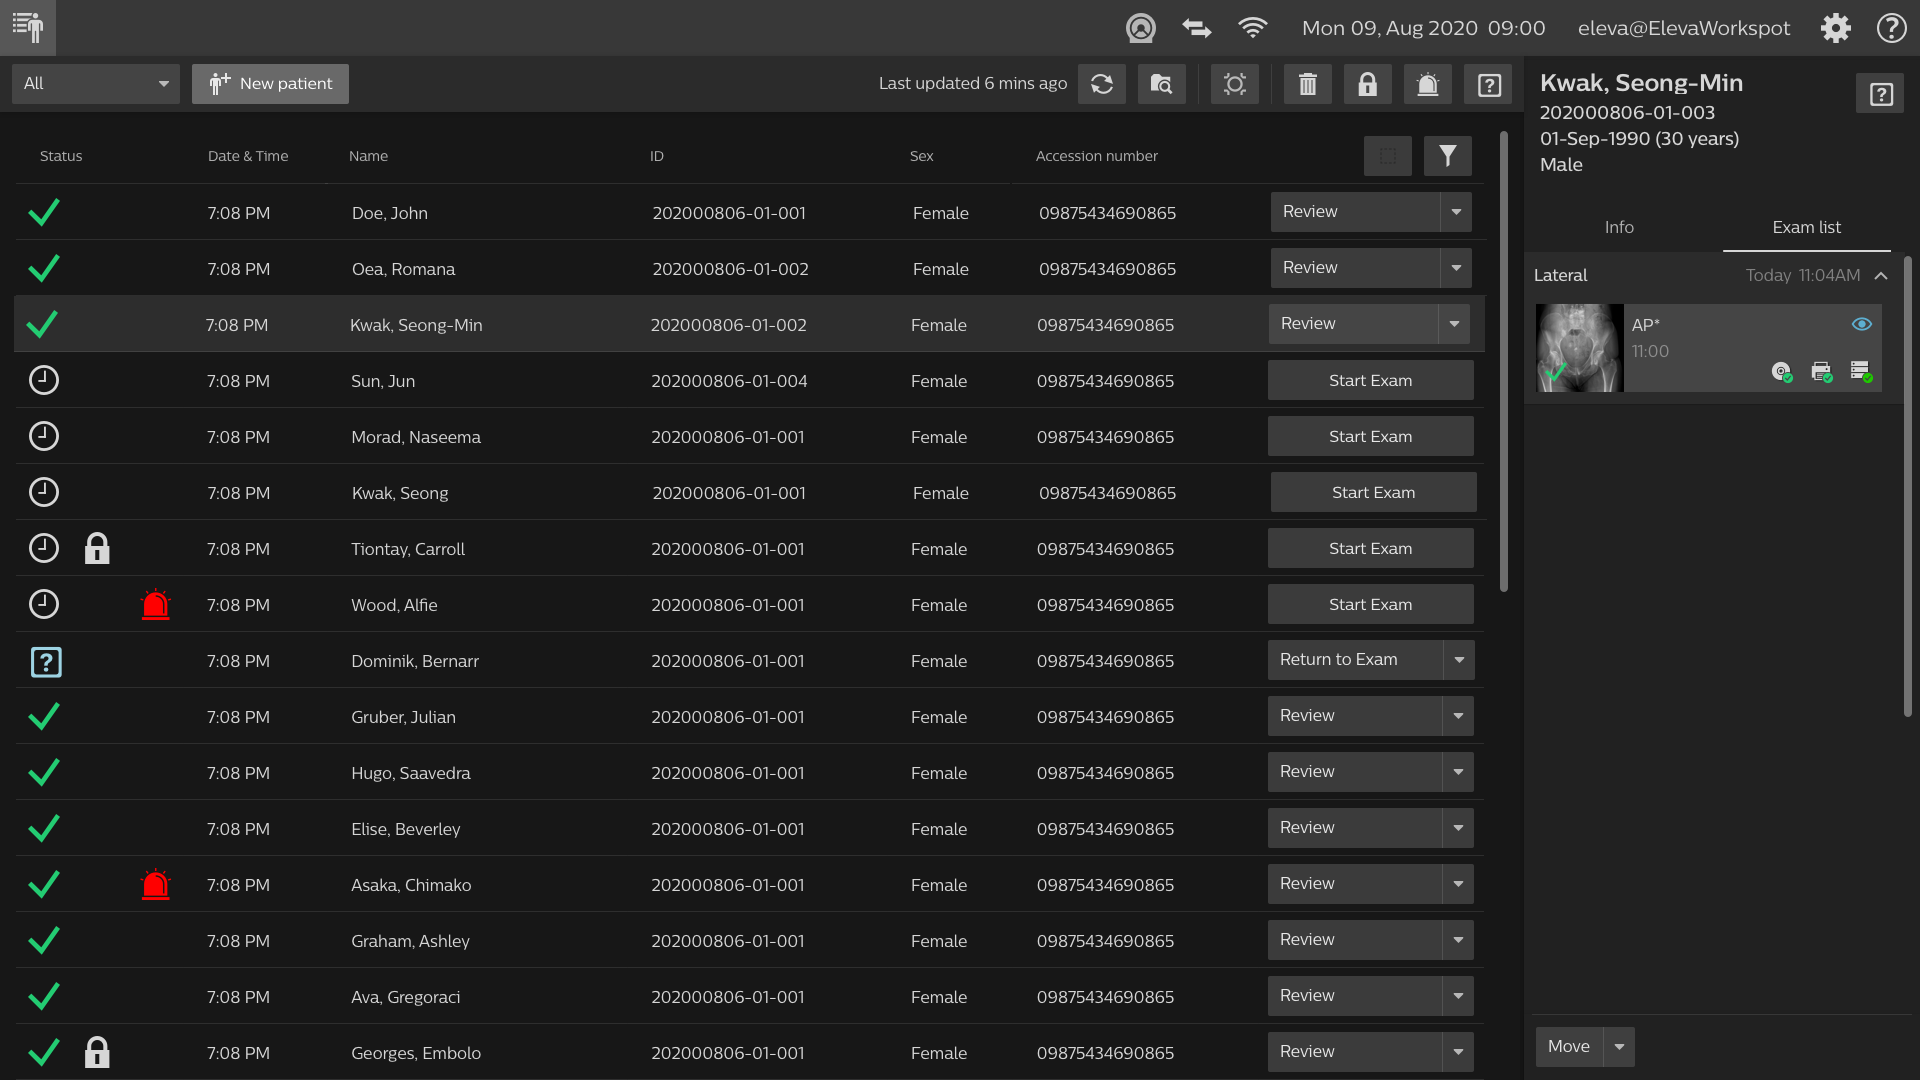 Mon 09, Aug 2020 09:00 eleva@ElevaWorkspot
All New patient Last updated 6 mins ago
Status Date & Time Name ID Sex Accession number
7:08 PM Doe, John 202000806-01-001 Female 09875434690865 Review
7:08 PM Oea, Romana 202000806-01-002 Female 09875434690865 Review
7:08 PM Kwak, Seong-Min 202000806-01-002 Female 09875434690865 Review
7:08 PM Sun, Jun 202000806-01-004 Female 09875434690865 Start Exam
7:08 PM Morad, Naseema 202000806-01-001 Female 09875434690865 Start Exam
7:08 PM Kwak, Seong 202000806-01-001 Female 09875434690865 Start Exam
7:08 PM Tiontay, Carroll 202000806-01-001 Female 09875434690865 Start Exam
7:08 PM Wood, Alfie 202000806-01-001 Female 09875434690865 Start Exam
7:08 PM Dominik, Bernarr 202000806-01-001 Female 09875434690865 Return to Exam
7:08 PM Gruber, Julian 202000806-01-001 Female 09875434690865 Review
7:08 PM Hugo, Saavedra 202000806-01-001 Female 09875434690865 Review
7:08 PM Elise, Beverley 202000806-01-001 Female 09875434690865 Review
7:08 PM Asaka, Chimako 202000806-01-001 Female 09875434690865 Review
7:08 PM Graham, Ashley 202000806-01-001 Female 09875434690865 Review
7:08 PM Ava, Gregoraci 202000806-01-001 Female 09875434690865 Review
7:08 PM Georges, Embolo 202000806-01-001 Female 09875434690865 Review
Kwak, Seong-Min
202000806-01-003
01-Sep-1990 (30 years)
Male
Info Exam list
Lateral Today 11:04AM
AP*
11:00
Move